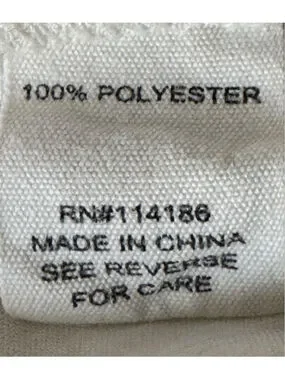 100% POLYESTER
RN#114186
MADE IN CHINA
SEE REVERSE
FOR CARE